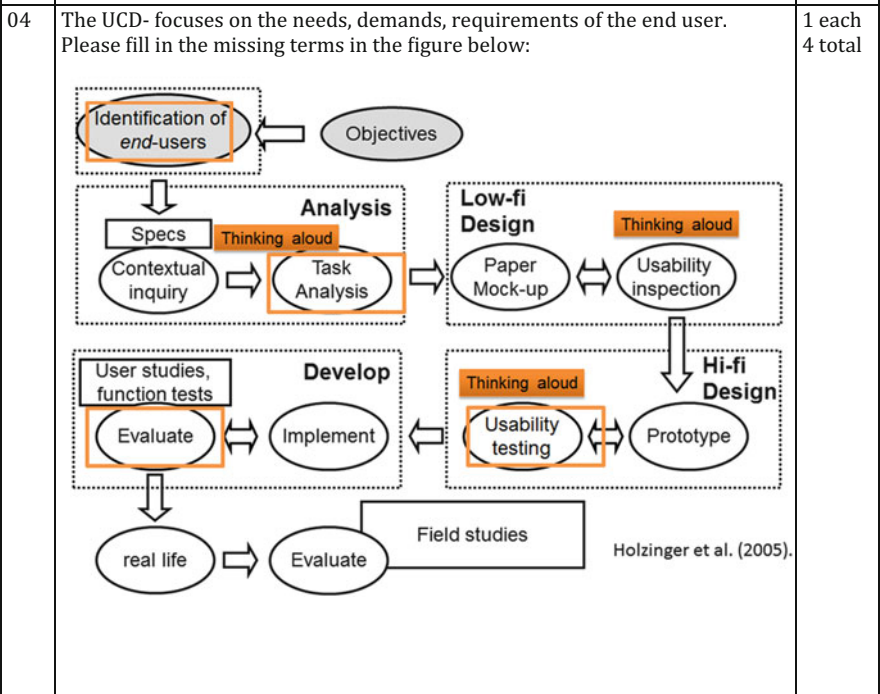 04
The UCD- focuses on the needs, demands, requirements of the end user.
Please fill in the missing terms in the figure below:
1 each
4 total
Identification of
end-users
Objectives
Analysis
Specs
Thinking aloud
Contextual
inquiry
Task
Analysis
Low-fi
Design
Thinking aloud
Paper
Mock-up
Usability
inspection
User studies,
function tests
Develop
Evaluate
Implement
Thinking aloud
Hi-fi
Design
Usability
testing
Prototype
real life
Evaluate
Field studies
Holzinger et al. (2005).